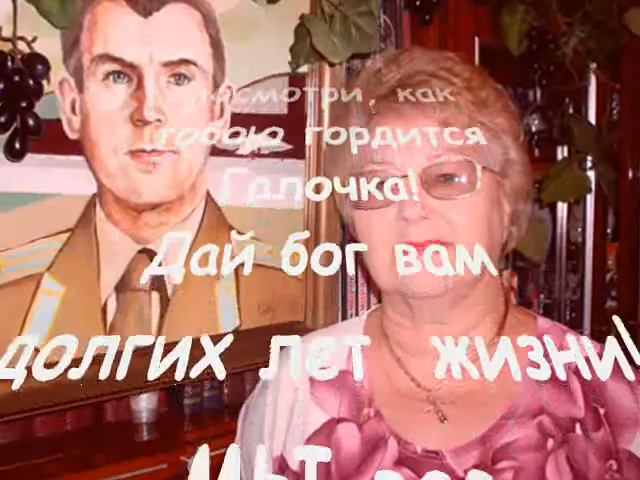 посмотри, как
тобою гордится
Галочка!
Дай бог вам
долгих лет жизни!